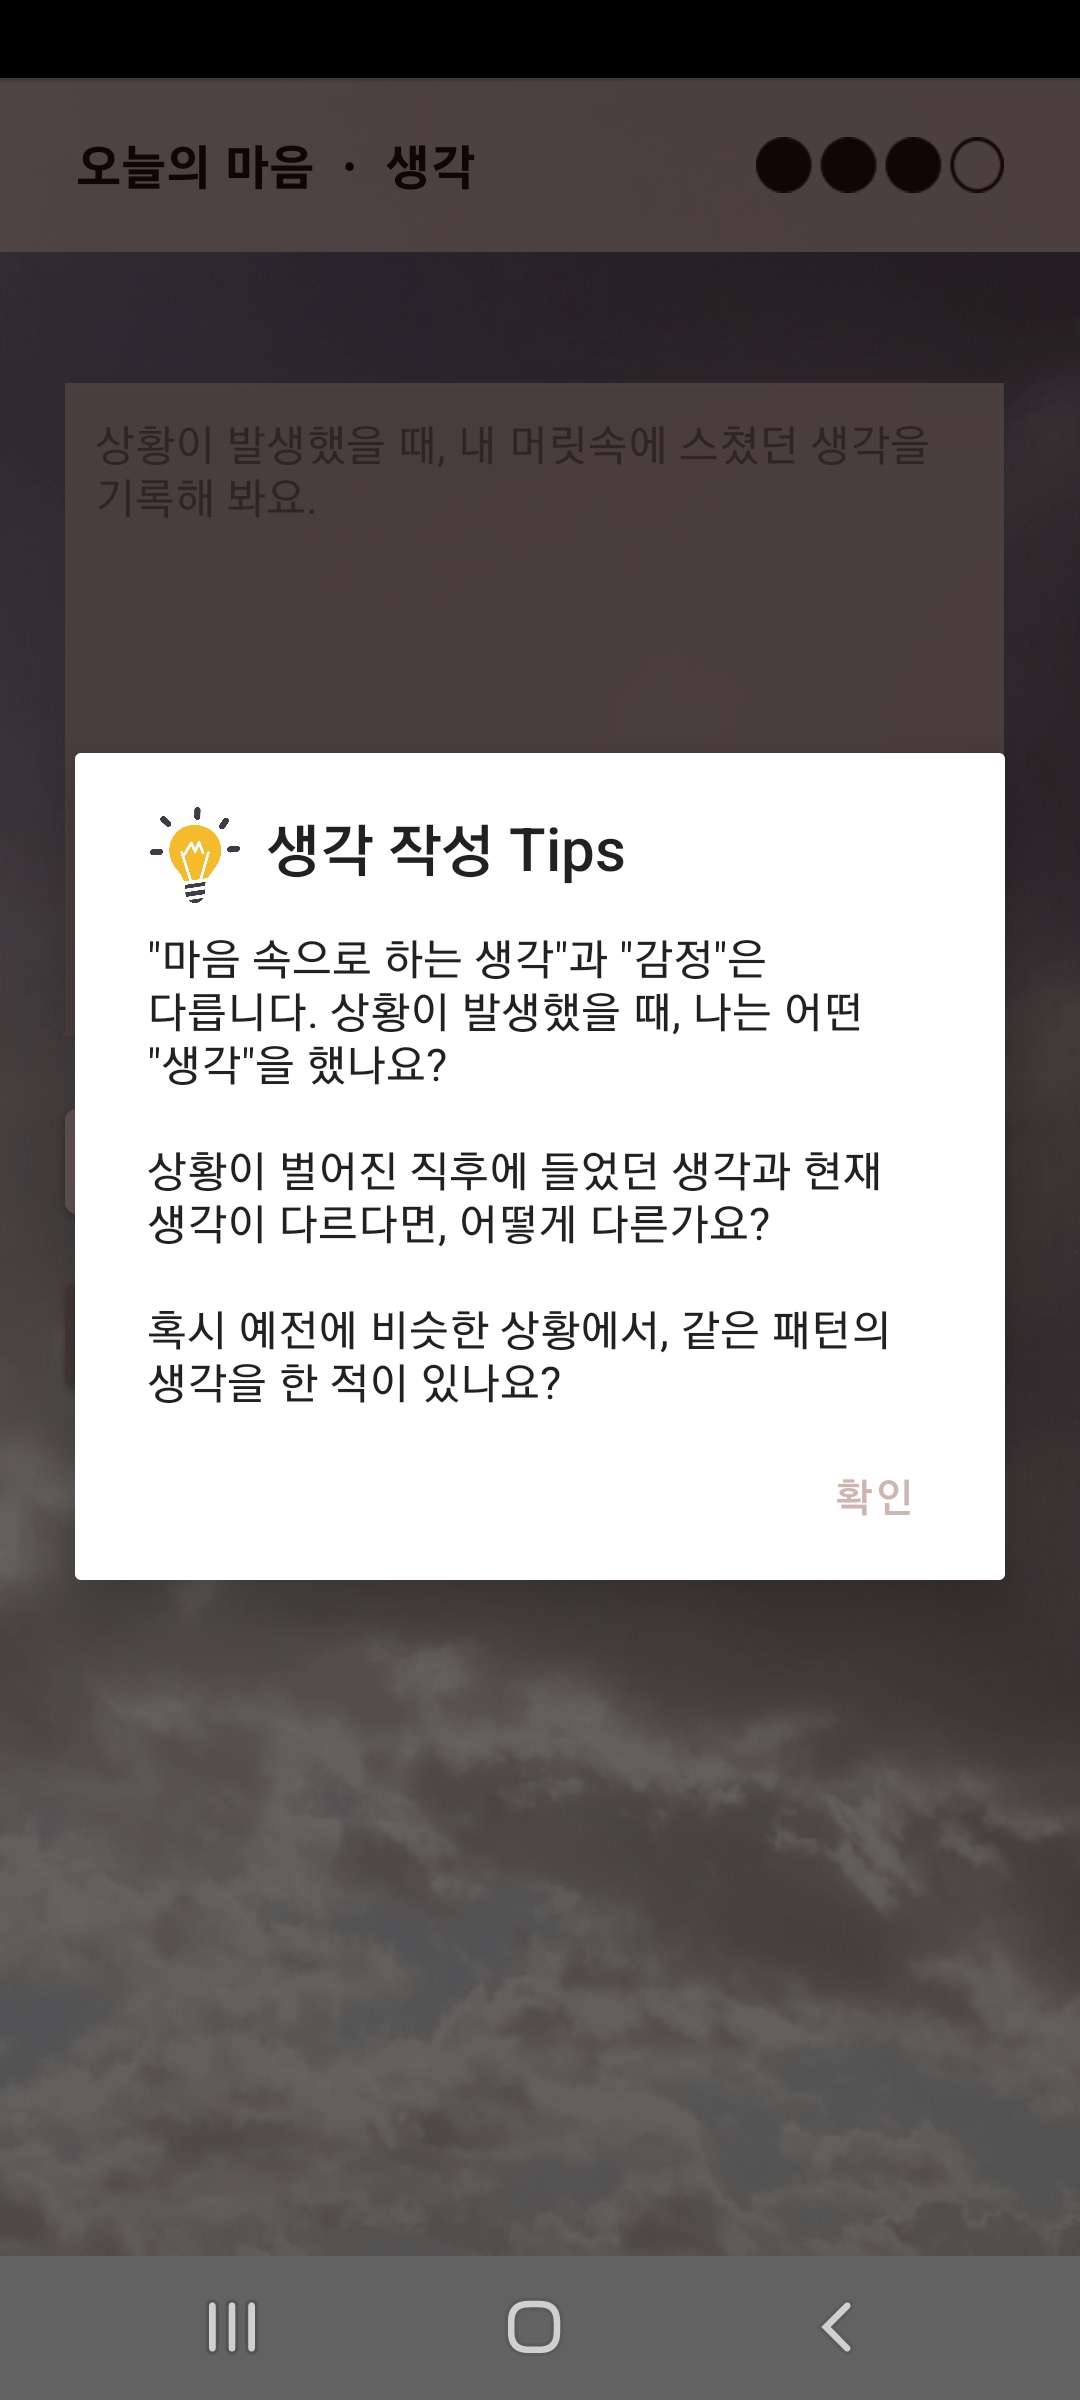 오늘의 마음 · 생각
상황이 발생했을 때, 내 머릿속에 스쳤던 생각을
기록해 봐요.
생각 작성 Tips
"마음 속으로 하는 생각"과 "감정"은
다릅니다. 상황이 발생했을 때, 나는 어떤
"생각"을 했나요?
상황이 벌어진 직후에 들었던 생각과 현재
생각이 다르다면, 어떻게 다른가요?
혹시 예전에 비슷한 상황에서, 같은 패턴의
생각을 한 적이 있나요?
확인